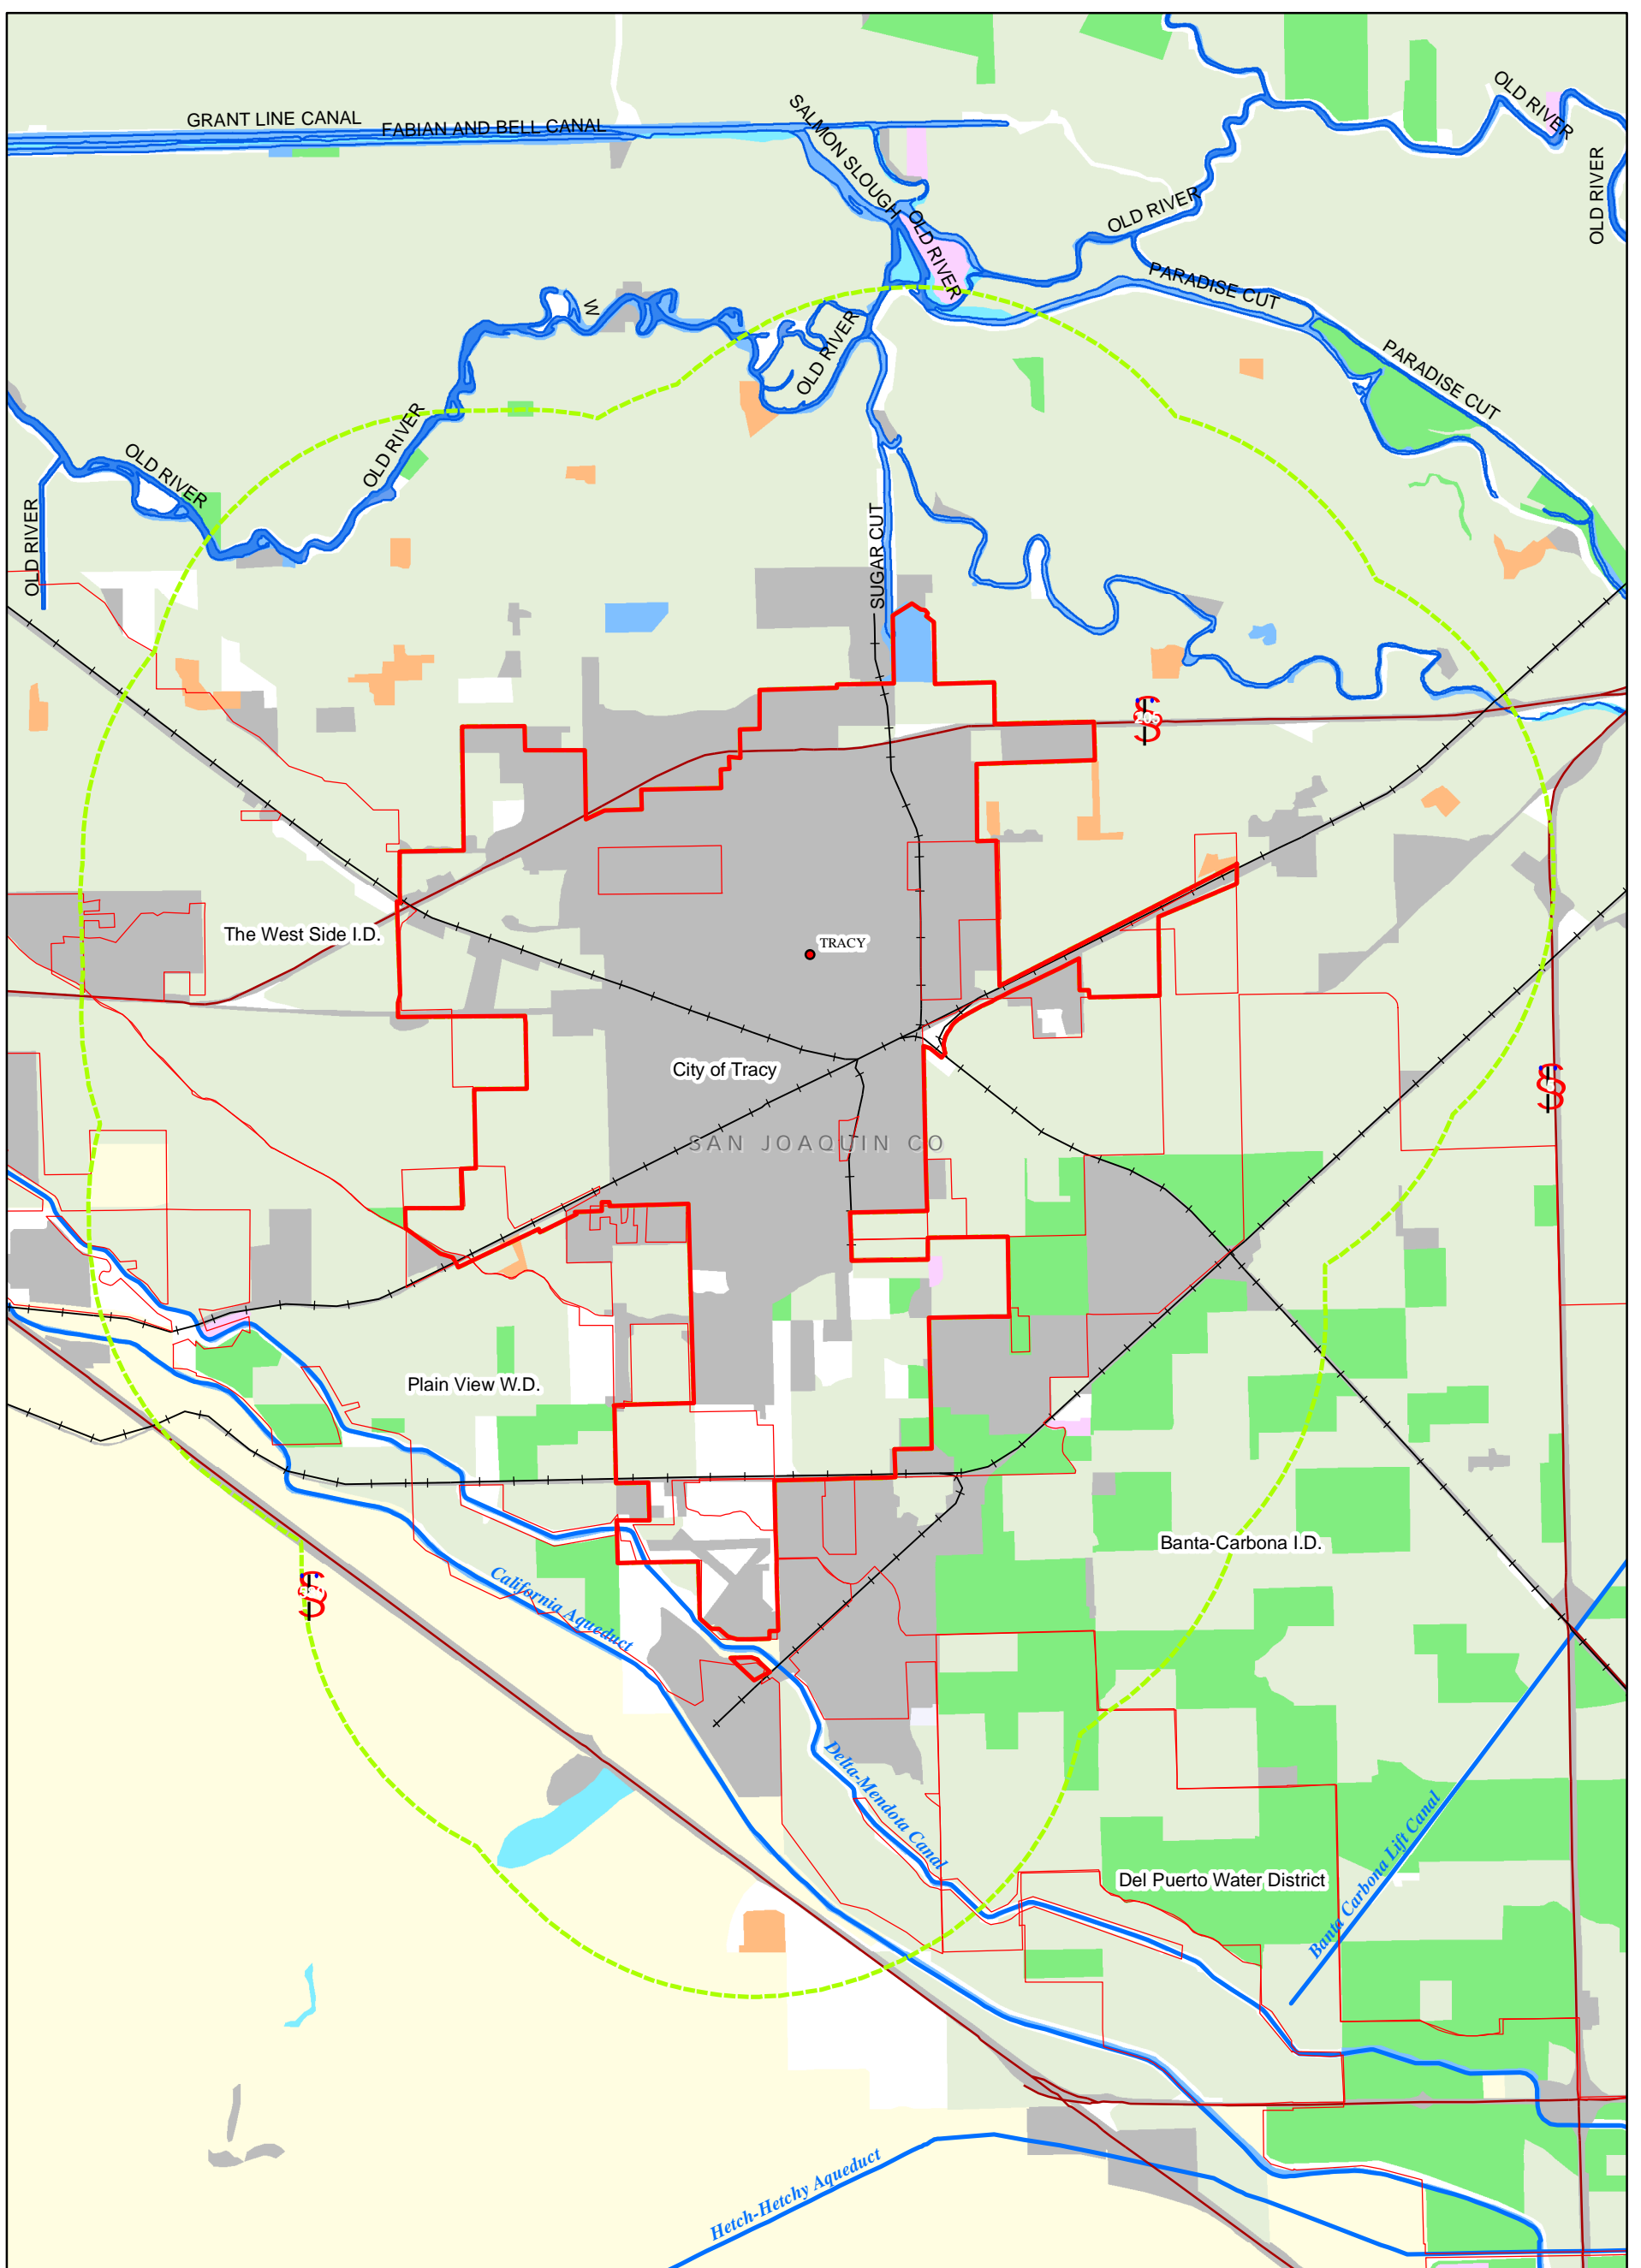 GRANT LINE CANAL
FABIAN AND BELL CANAL
SALMON SLOUGH
OLD RIVER
OLD RIVER
OLD RIVER
OLD RIVER
PARADISE CUT
PARADISE CUT
W
OLD RIVER
OLD RIVER
OLD RIVER
OLD RIVER
SUGAR CUT
The West Side I.D.
TRACY
City of Tracy
SAN JOAQUIN CO
Plain View W.D.
Banta-Carbona I.D.
California Aqueduct
Delta-Mendota Canal
Del Puerto Water District
Banta Carbona Lift Canal
Hetch-Hetchy Aqueduct